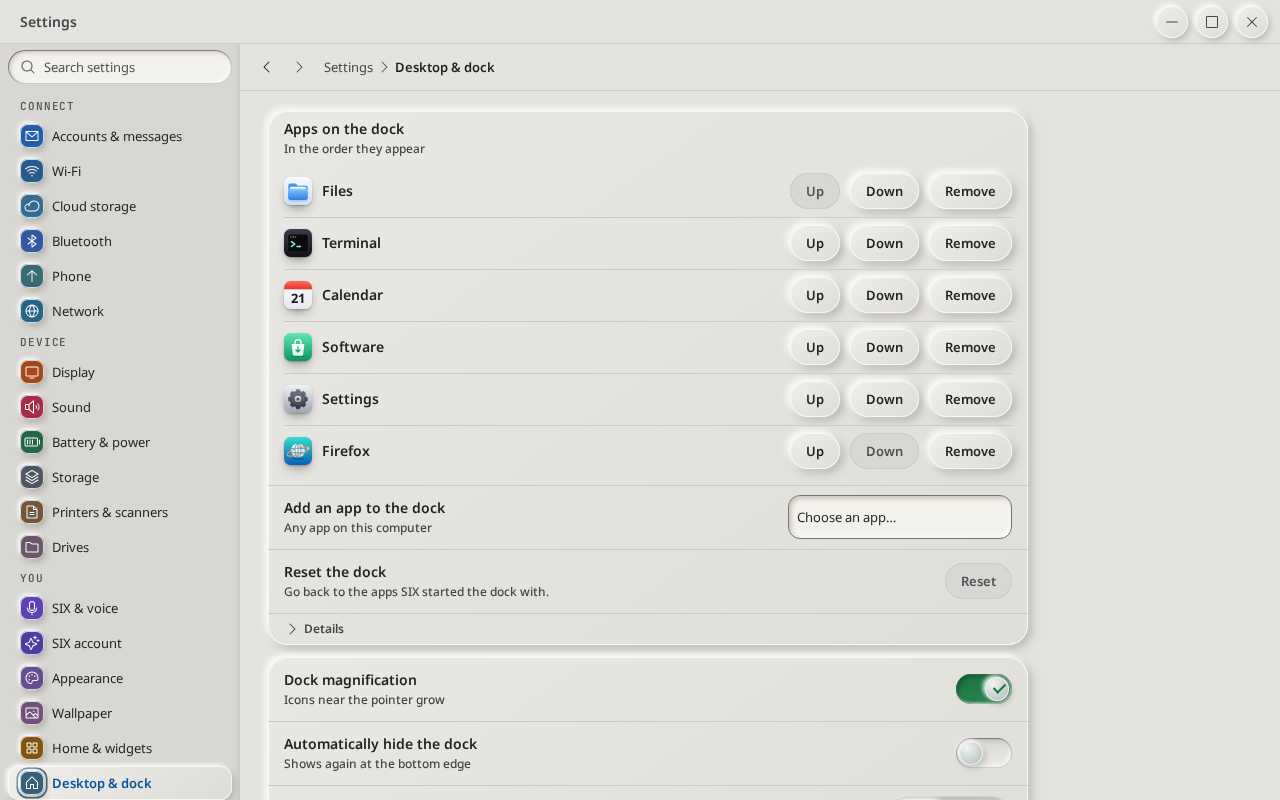 Settings
Search settings
Settings Desktop & dock
CONNECT
Accounts & messages
Wi-Fi
Cloud storage
Bluetooth
Phone
Network
DEVICE
Display
Sound
Battery & power
Storage
Printers & scanners
Drives
YOU
SIX & voice
SIX account
Appearance
Wallpaper
Home & widgets
Desktop & dock
Apps on the dock
In the order they appear
Files Up Down Remove
Terminal Up Down Remove
21 Calendar Up Down Remove
Software Up Down Remove
Settings Up Down Remove
Firefox Up Down Remove
Add an app to the dock
Any app on this computer
Choose an app...
Reset the dock
Go back to the apps SIX started the dock with.
Reset
Details
Dock magnification
Icons near the pointer grow
Automatically hide the dock
Shows again at the bottom edge